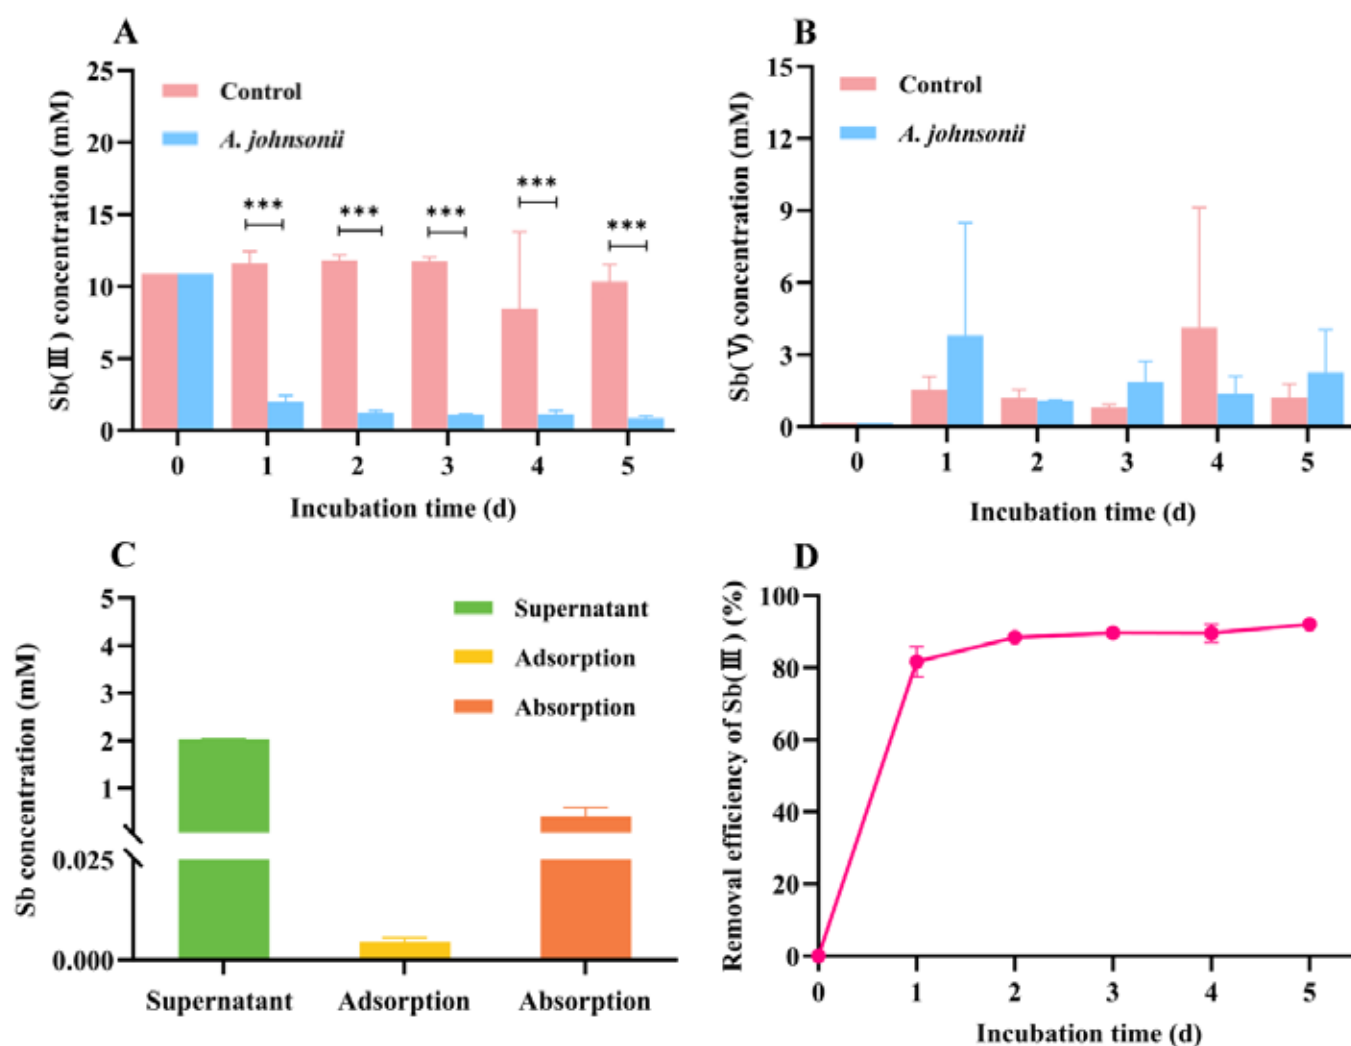 A
Sb(Ⅲ) concentration (mM)
25
20
15
10
5
0
Control
A. johnsonii
***
***
***
***
***
0 1 2 3 4 5
Incubation time (d)
B
Sb(Ⅴ) concentration (mM)
15
12
9
6
3
0
Control
A. johnsonii
0 1 2 3 4 5
Incubation time (d)
C
Sb concentration (mM)
5
4
3
2
1
0.025
0.000
Supernatant
Adsorption
Absorption
Supernatant Adsorption Absorption
D
Removal efficiency of Sb(Ⅲ) (%)
100
80
60
40
20
0
0 1 2 3 4 5
Incubation time (d)